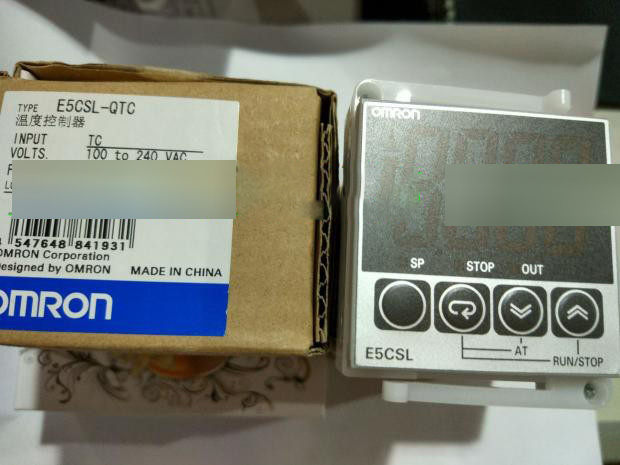 TYPE E5CSL-QTC
温度控制器
INPUT TC
VOLTS. 100 to 240 VAC
547648 841931
OMRON Corporation
Designed by OMRON MADE IN CHINA
OMRON
OMRON
SP STOP OUT
AT
E5CSL RUN/STOP